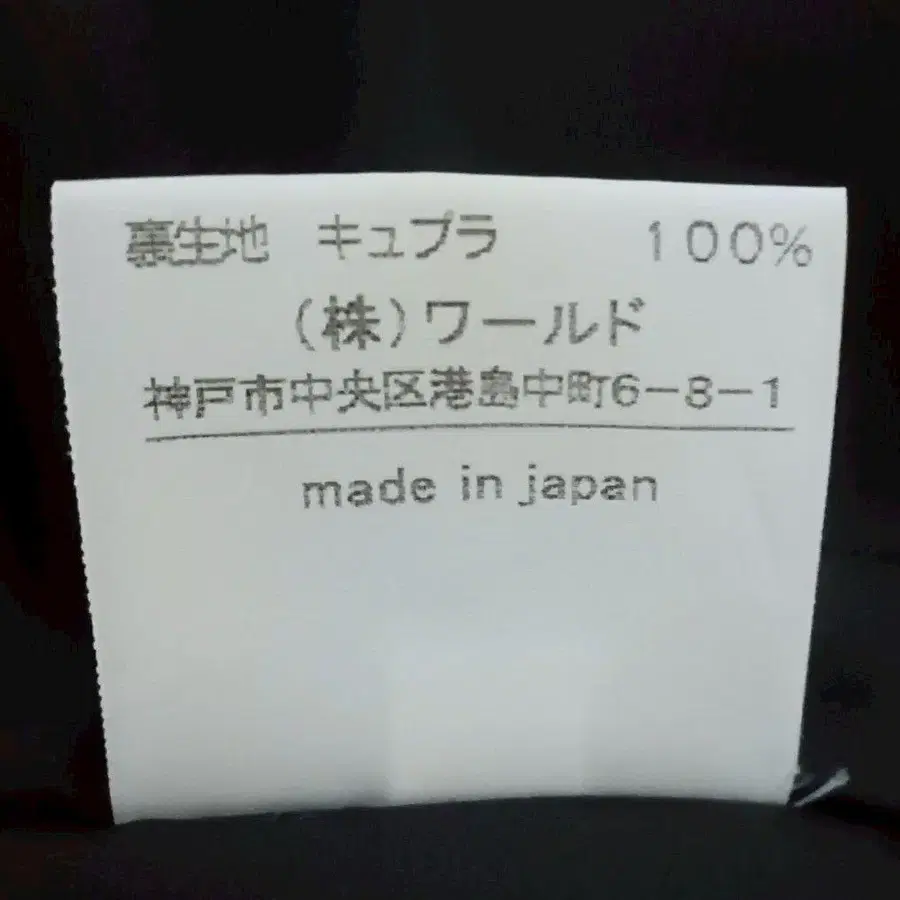 裏生地 キュプラ 100%
(株)ワールド
神戸市中央区港島中町6-8-1
made in japan